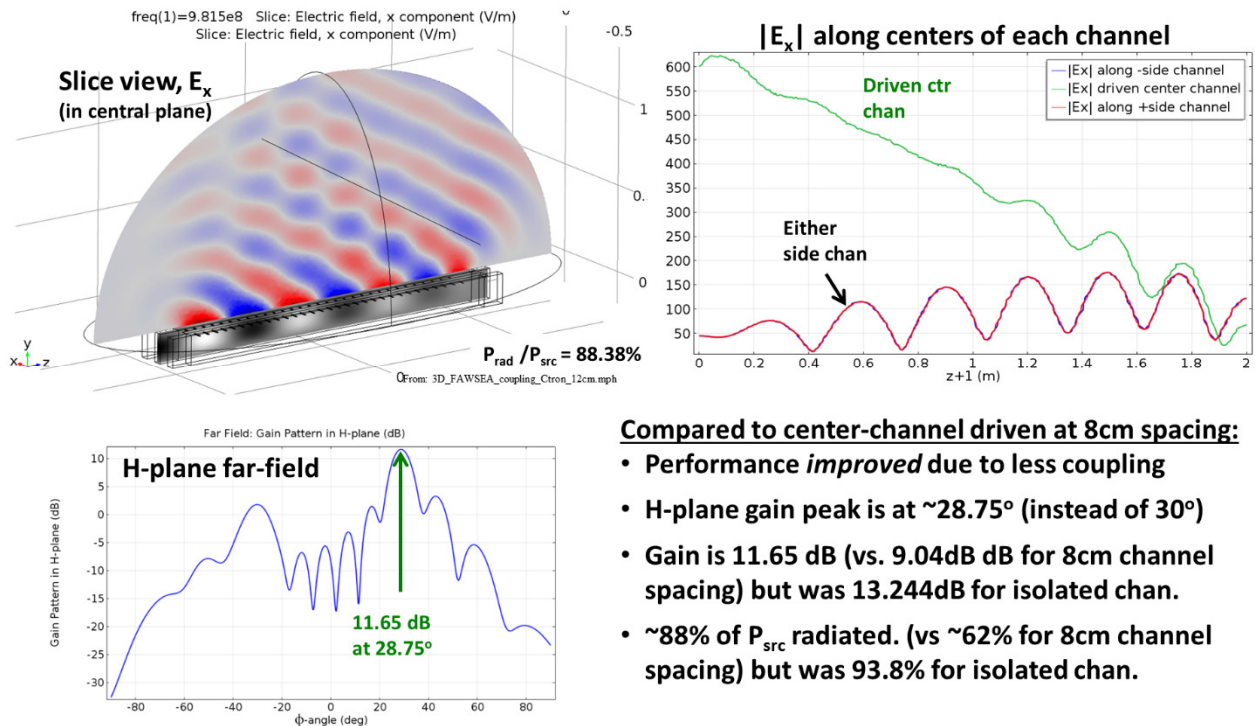 freq(1)=9.815e8   Slice: Electric field, x component (V/m)
Slice: Electric field, x component (V/m)
0
-0.5
Slice view, Eₓ
(in central plane)
1
0.
0
y
x
z
P_rad /P_src = 88.38%
0
From: 3D_FAWSEA_coupling_Ctron_12cm.mph
|Eₓ| along centers of each channel
600
550
500
450
400
350
300
250
200
150
100
50
|Ex| along -side channel
|Ex| driven center channel
|Ex| along +side channel
Driven ctr
chan
Either
side chan
0 0.2 0.4 0.6 0.8 1 1.2 1.4 1.6 1.8 2
z+1 (m)
Far Field: Gain Pattern in H-plane (dB)
H-plane far-field
Gain Pattern in H-plane (dB)
10
5
0
-5
-10
-15
-20
-25
-30
11.65 dB
at 28.75°
-80 -60 -40 -20 0 20 40 60 80
ϕ-angle (deg)
Compared to center-channel driven at 8cm spacing:
• Performance improved due to less coupling
• H-plane gain peak is at ~28.75° (instead of 30°)
• Gain is 11.65 dB (vs. 9.04dB dB for 8cm channel
spacing) but was 13.244dB for isolated chan.
• ~88% of P_src radiated. (vs ~62% for 8cm channel
spacing) but was 93.8% for isolated chan.